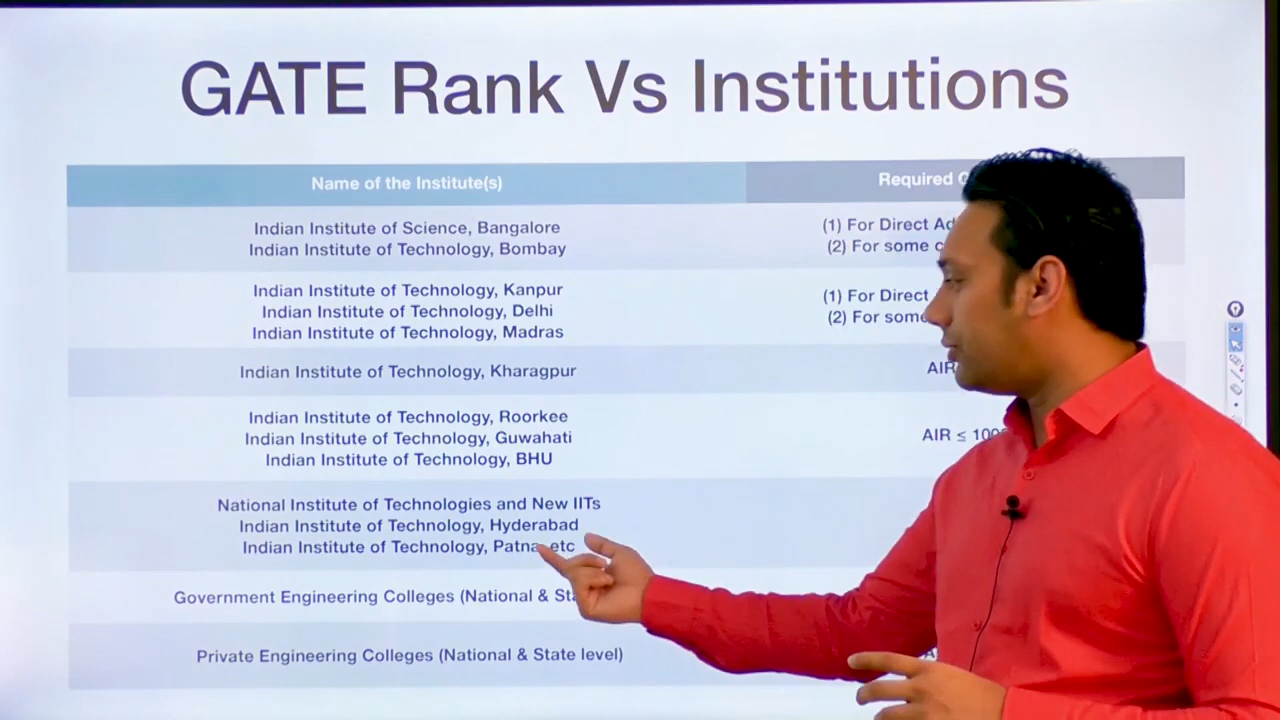 GATE Rank Vs Institutions
Name of the Institute(s)
Required
Indian Institute of Science, Bangalore
Indian Institute of Technology, Bombay
(1) For Direct
(2) For some
Indian Institute of Technology, Kanpur
Indian Institute of Technology, Delhi
Indian Institute of Technology, Madras
(1) For Direct
(2) For some
Indian Institute of Technology, Kharagpur
AIR
Indian Institute of Technology, Roorkee
Indian Institute of Technology, Guwahati
Indian Institute of Technology, BHU
AIR ≤
National Institute of Technologies and New IITs
Indian Institute of Technology, Hyderabad
Indian Institute of Technology, Patna etc
Government Engineering Colleges (National &
Private Engineering Colleges (National & State level)